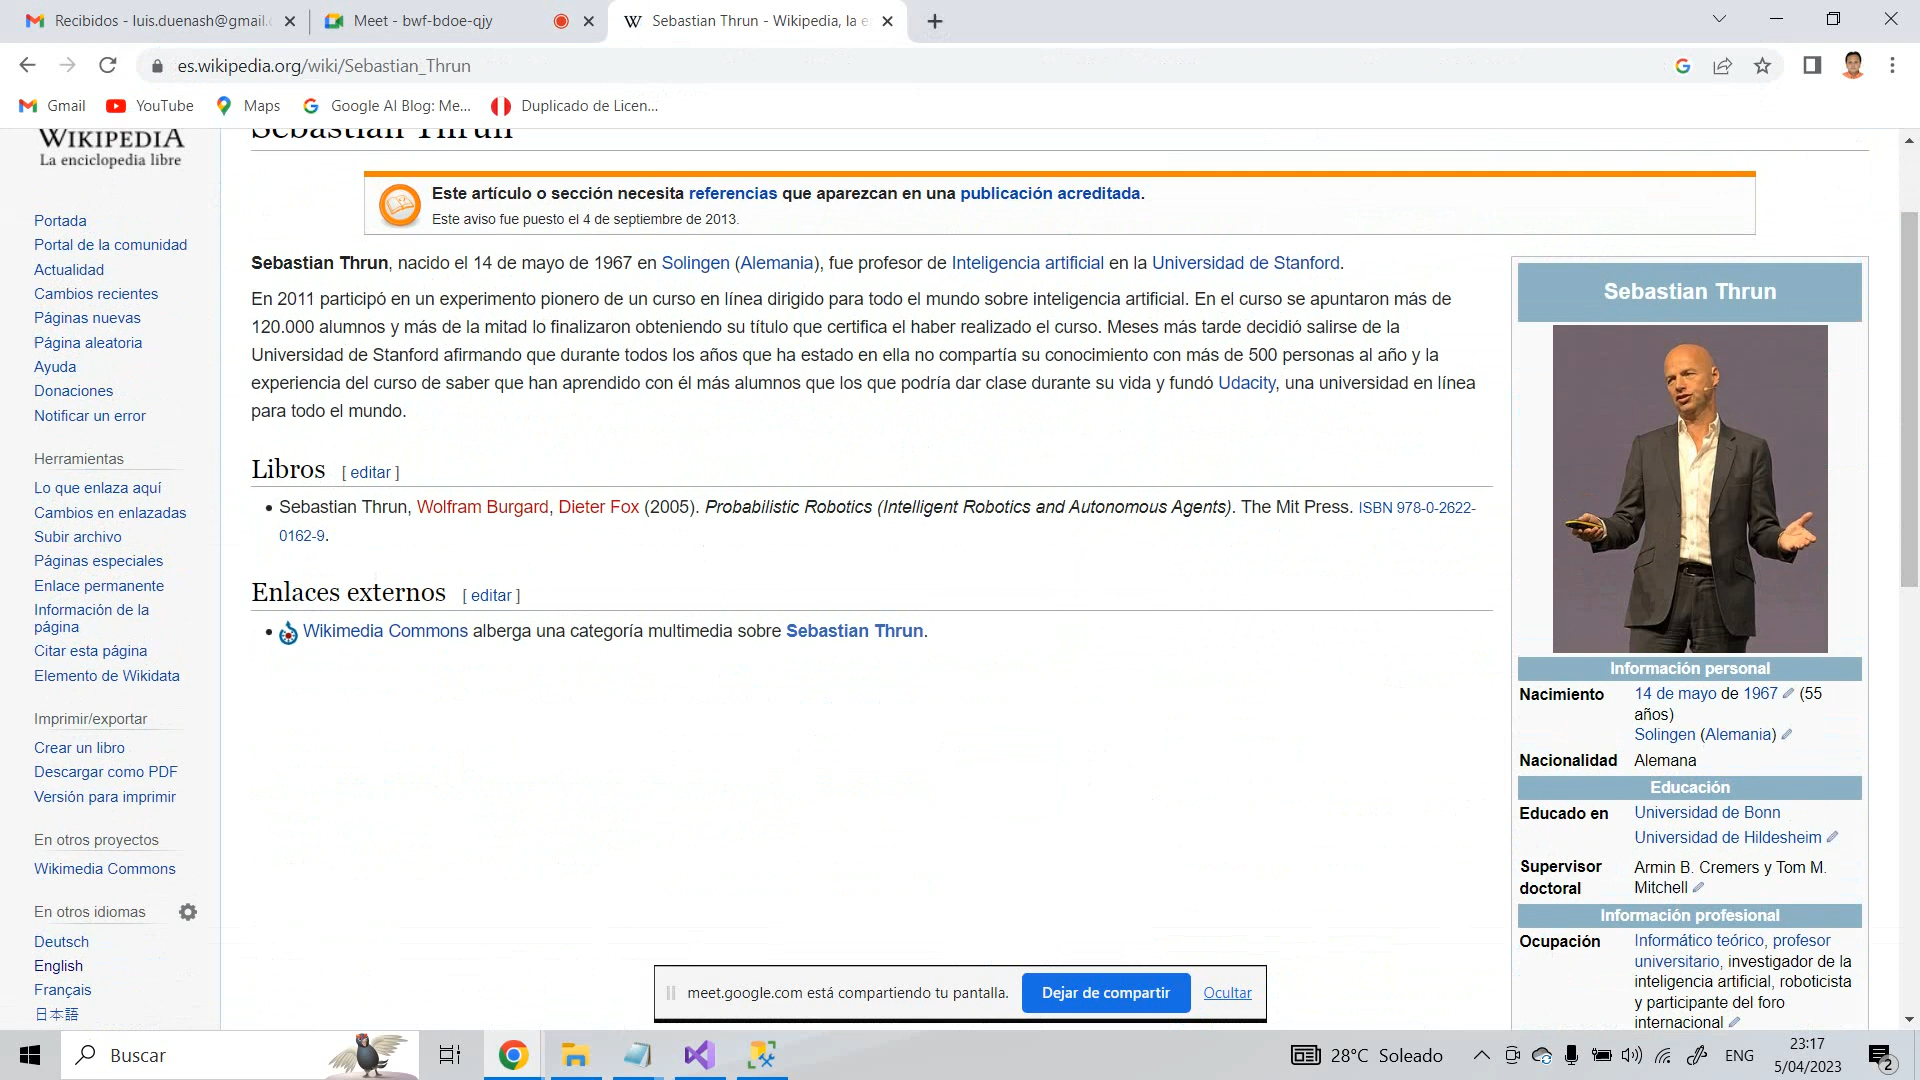 Recibidos - luis.duenash@gmail.
Meet - bwf-bdoe-qjy
Sebastian Thrun - Wikipedia, la e
es.wikipedia.org/wiki/Sebastian_Thrun
Gmail
YouTube
Maps
Google AI Blog: Me...
Duplicado de Licen...
WIKIPEDIA
La enciclopedia libre
Portada
Portal de la comunidad
Actualidad
Cambios recientes
Páginas nuevas
Página aleatoria
Ayuda
Donaciones
Notificar un error
Herramientas
Lo que enlaza aquí
Cambios en enlazadas
Subir archivo
Páginas especiales
Enlace permanente
Información de la
página
Citar esta página
Elemento de Wikidata
Imprimir/exportar
Crear un libro
Descargar como PDF
Versión para imprimir
En otros proyectos
Wikimedia Commons
En otros idiomas
Deutsch
English
Français
日本語
Sebastian Thrun
Este artículo o sección necesita referencias que aparezcan en una publicación acreditada.
Este aviso fue puesto el 4 de septiembre de 2013.
Sebastian Thrun, nacido el 14 de mayo de 1967 en Solingen (Alemania), fue profesor de Inteligencia artificial en la Universidad de Stanford.
En 2011 participó en un experimento pionero de un curso en línea dirigido para todo el mundo sobre inteligencia artificial. En el curso se apuntaron más de
120.000 alumnos y más de la mitad lo finalizaron obteniendo su título que certifica el haber realizado el curso. Meses más tarde decidió salirse de la
Universidad de Stanford afirmando que durante todos los años que ha estado en ella no compartía su conocimiento con más de 500 personas al año y la
experiencia del curso de saber que han aprendido con él más alumnos que los que podría dar clase durante su vida y fundó Udacity, una universidad en línea
para todo el mundo.
Libros [ editar ]
Sebastian Thrun, Wolfram Burgard, Dieter Fox (2005). Probabilistic Robotics (Intelligent Robotics and Autonomous Agents). The Mit Press. ISBN 978-0-2622-
0162-9.
Enlaces externos [ editar ]
Wikimedia Commons alberga una categoría multimedia sobre Sebastian Thrun.
Sebastian Thrun
Información personal
Nacimiento 14 de mayo de 1967 (55
años)
Solingen (Alemania)
Nacionalidad Alemana
Educación
Educado en Universidad de Bonn
Universidad de Hildesheim
Supervisor Armin B. Cremers y Tom M.
doctoral Mitchell
Información profesional
Ocupación Informático teórico, profesor
universitario, investigador de la
inteligencia artificial, roboticista
y participante del foro
internacional
meet.google.com está compartiendo tu pantalla. Dejar de compartir Ocultar
Buscar
28°C Soleado
ENG
23:17
5/04/2023
2